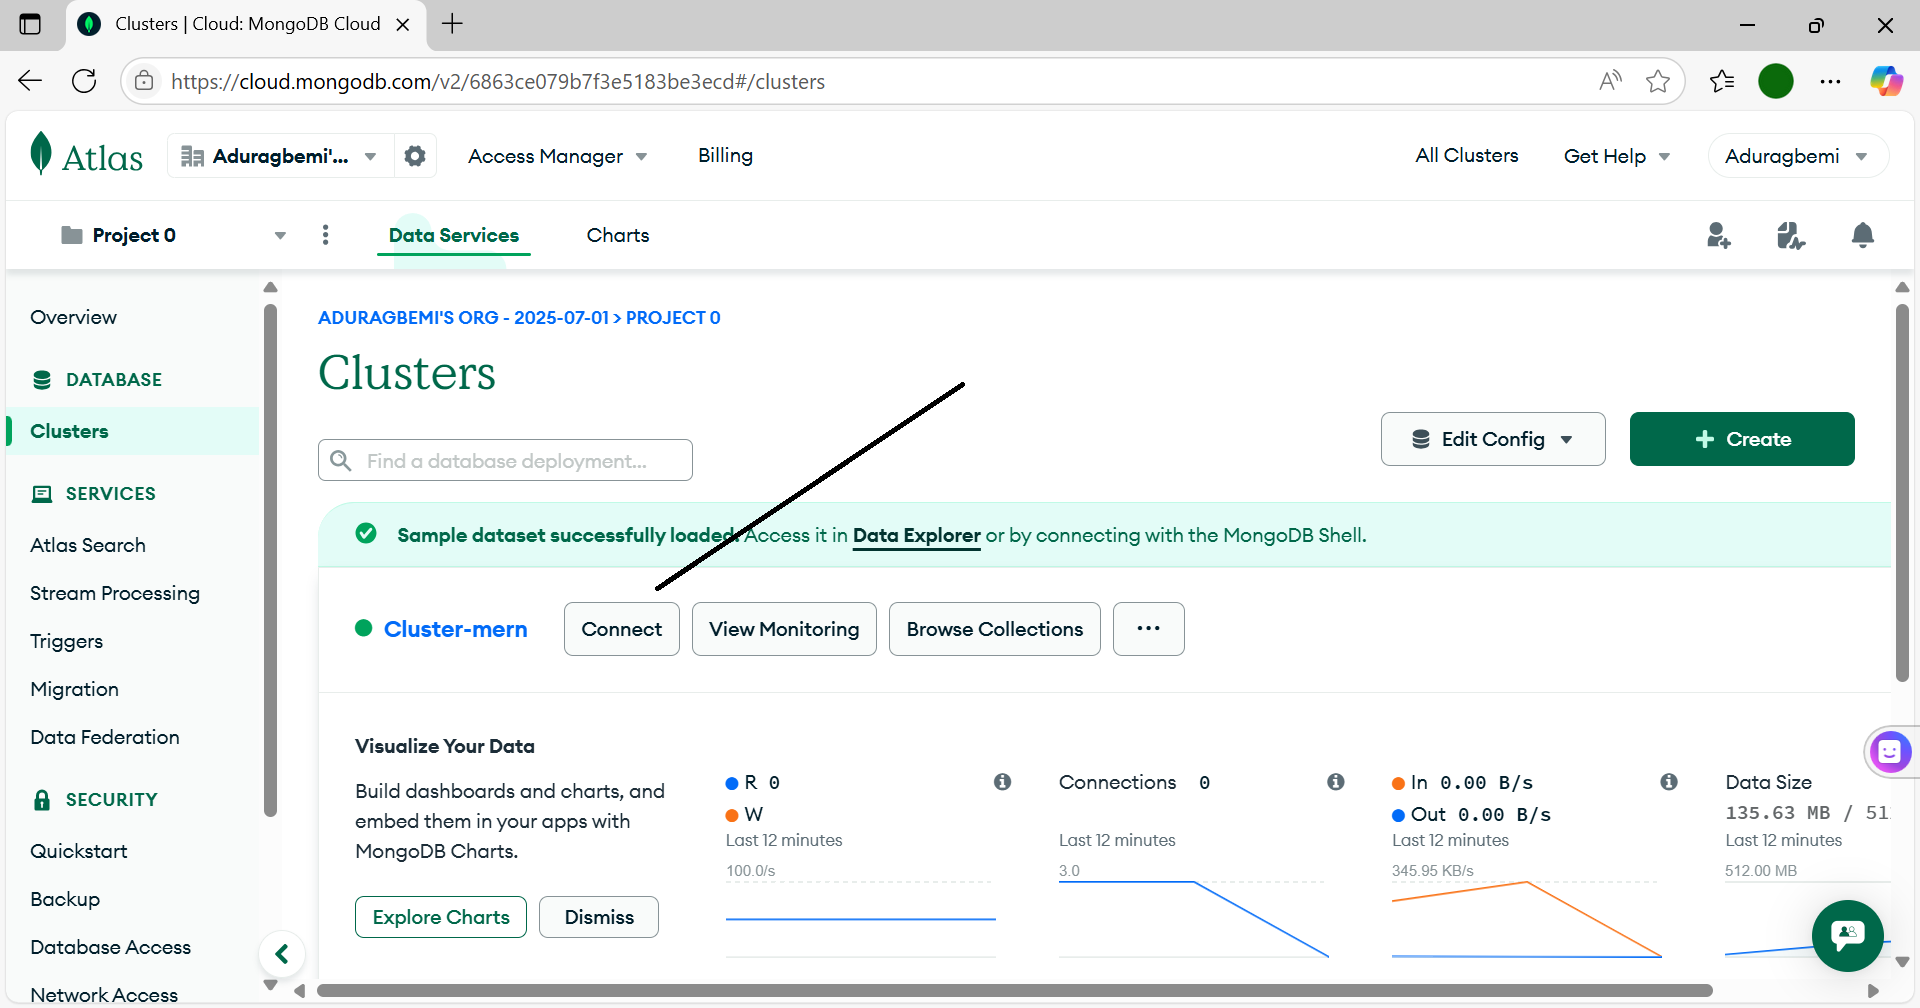 Clusters | Cloud: MongoDB Cloud
https://cloud.mongodb.com/v2/6863ce079b7f3e5183be3ecd#/clusters
Atlas
Aduragbemi'...
Access Manager
Billing
All Clusters
Get Help
Aduragbemi
Project 0
Data Services
Charts
Overview
DATABASE
Clusters
SERVICES
Atlas Search
Stream Processing
Triggers
Migration
Data Federation
SECURITY
Quickstart
Backup
Database Access
Network Access
ADURAGBEMI'S ORG - 2025-07-01 > PROJECT 0
Clusters
Find a database deployment...
Edit Config
+ Create
Sample dataset successfully loaded. Access it in Data Explorer or by connecting with the MongoDB Shell.
Cluster-mern
Connect
View Monitoring
Browse Collections
...
Visualize Your Data
Build dashboards and charts, and
embed them in your apps with
MongoDB Charts.
Explore Charts
Dismiss
R 0
W
Last 12 minutes
100.0/s
Connections 0
Last 12 minutes
3.0
In 0.00 B/s
Out 0.00 B/s
Last 12 minutes
345.95 KB/s
Data Size
135.63 MB / 51
Last 12 minutes
512.00 MB